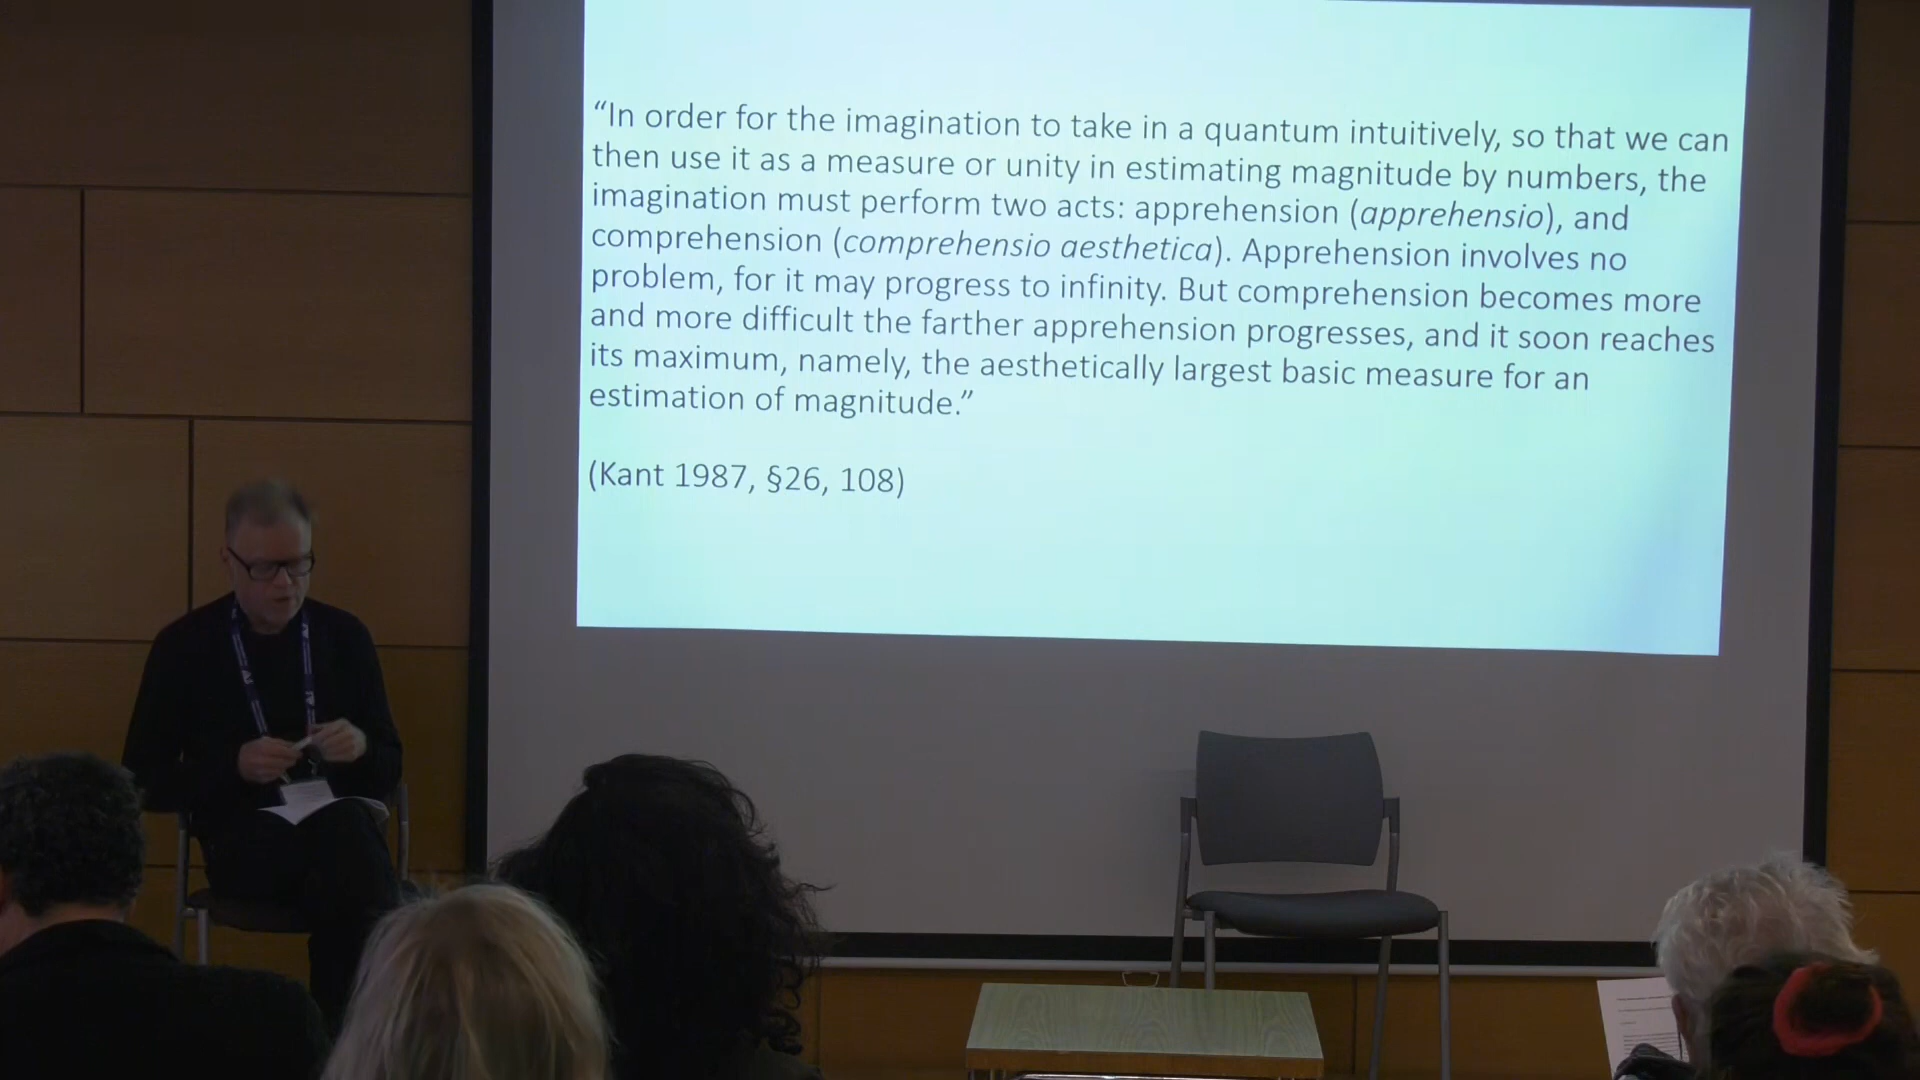 “In order for the imagination to take in a quantum intuitively, so that we can
then use it as a measure or unity in estimating magnitude by numbers, the
imagination must perform two acts: apprehension (apprehensio), and
comprehension (comprehensio aesthetica). Apprehension involves no
problem, for it may progress to infinity. But comprehension becomes more
and more difficult the farther apprehension progresses, and it soon reaches
its maximum, namely, the aesthetically largest basic measure for an
estimation of magnitude.”
(Kant 1987, §26, 108)